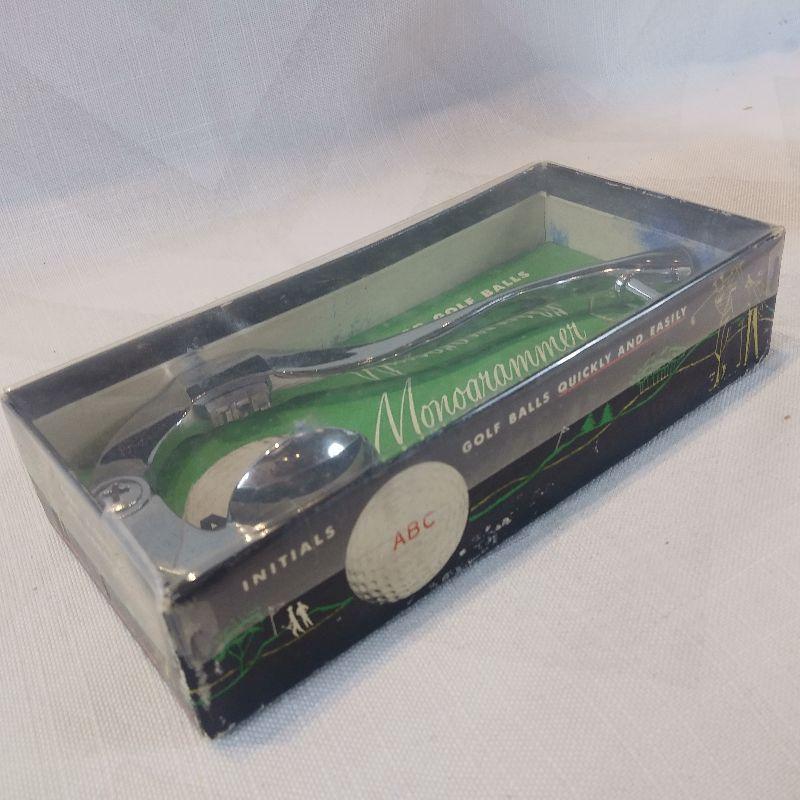 GOLF BALLS
Monogrammer
INITIALS
ABC
GOLF BALLS QUICKLY AND EASILY